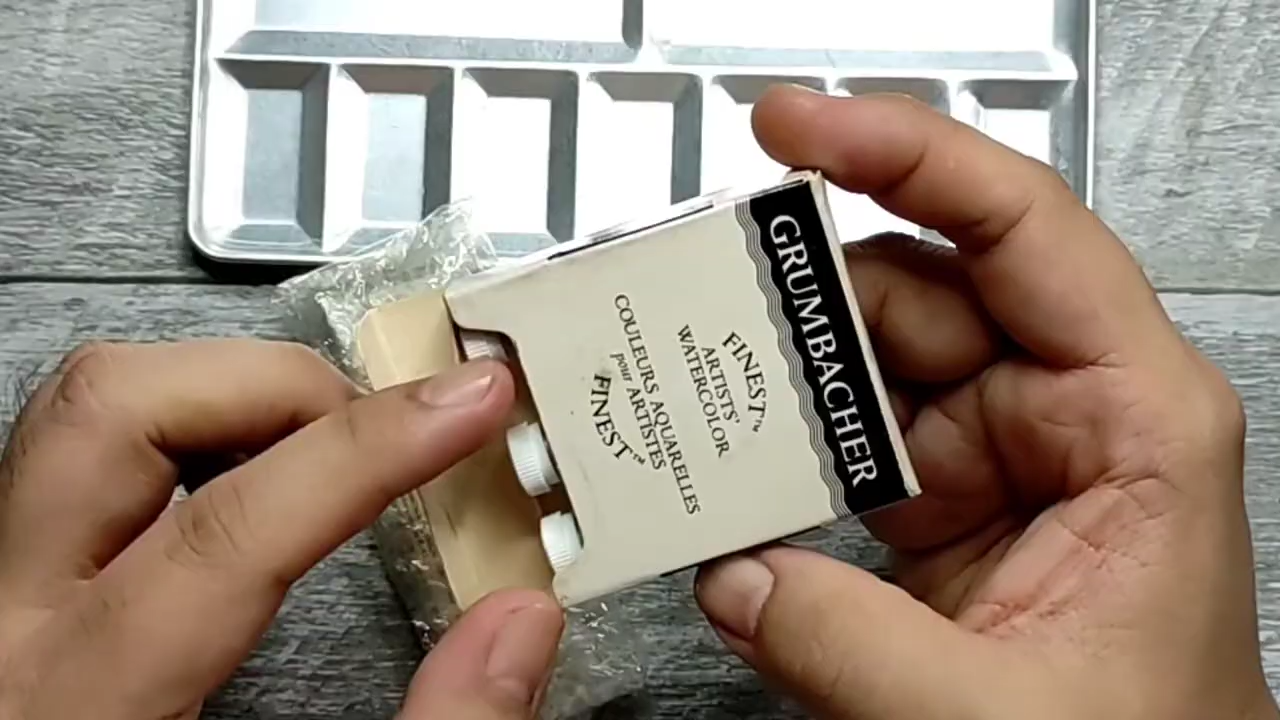 GRUMBACHER
FINEST™
ARTISTS'
WATERCOLOR
COULEURS AQUARELLES
pour ARTISTES
FINEST™